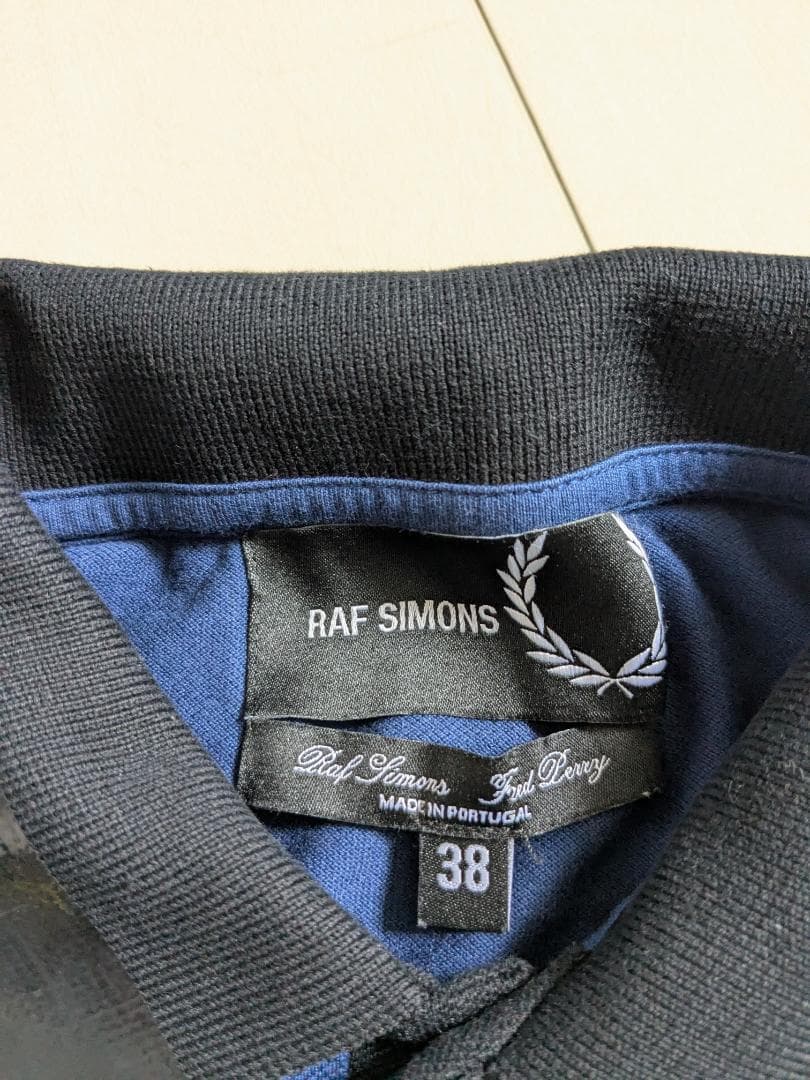 RAF SIMONS
Raf Simons Fred Perry
MADE IN PORTUGAL
38